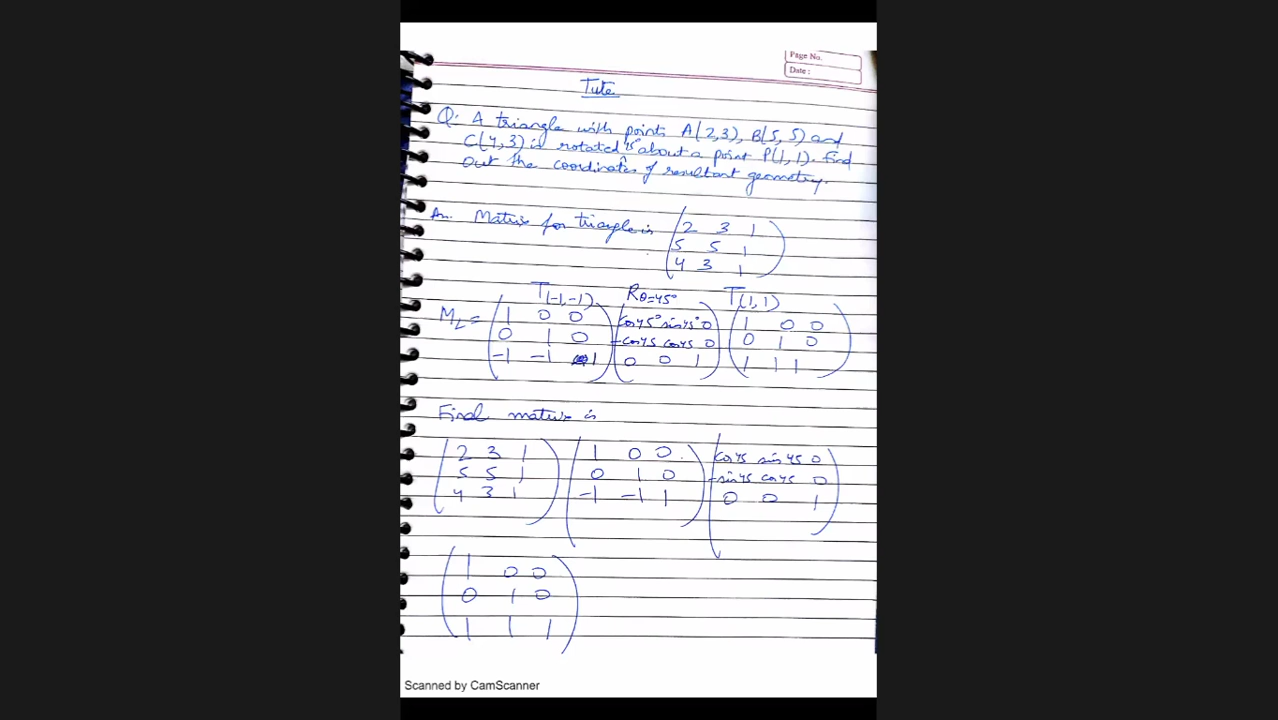 Page No.
Date :
Tute
Q. A triangle with points A(2,3), B(5, 5) and
C(4,3) is rotated 45° about a point P(1, 1). Find
out the coordinates of resultant geometry.
An. Matrix for triangle is
2 3 1
5 5 1
4 3 1
T(-1,-1) Rθ=45° T(1, 1)
M_L =
1 0 0 cos45° sin45° 0 1 0 0
0 1 0 -cos45 cos45 0 0 1 0
-1 -1 1 0 0 1 1 1 1
Final matrix is
2 3 1 1 0 0 cos45 sin45 0
5 5 1 0 1 0 -sin45 cos45 0
4 3 1 -1 -1 1 0 0 1
1 0 0
0 1 0
1 1 1
Scanned by CamScanner